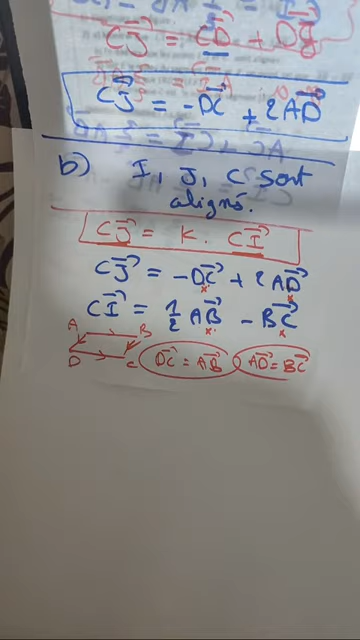 CJ⃗ = CD⃗ + DJ⃗
CJ⃗ = -DC⃗ + 2AD⃗
b) I, J, C sont
aligné.
CJ⃗ = K. CI⃗
CJ⃗ = -DC⃗ + 2AD⃗
CI⃗ = 1/2 AB⃗ - BC⃗
A B
D C DC⃗ = AB⃗ AD⃗ = BC⃗